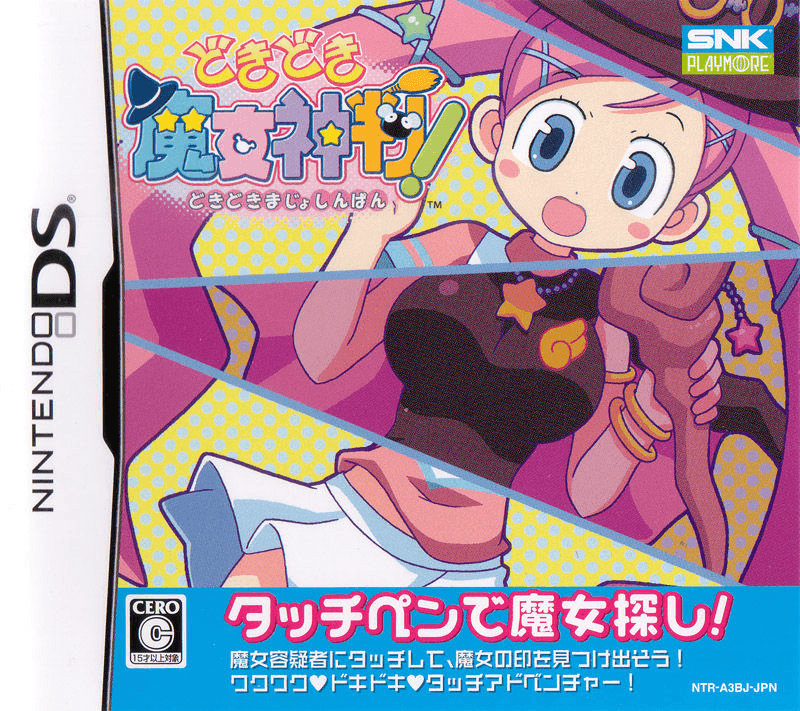 どきどき
魔女神判!
どきどきまじょしんぱん
TM
SNK
PLAYMORE
NINTENDO DS®
CERO
C
15才以上対象
タッチペンで魔女探し!
魔女容疑者にタッチして、魔女の印を見つけ出そう!
ワクワク♥ドキドキ♥タッチアドベンチャー!
NTR-A3BJ-JPN